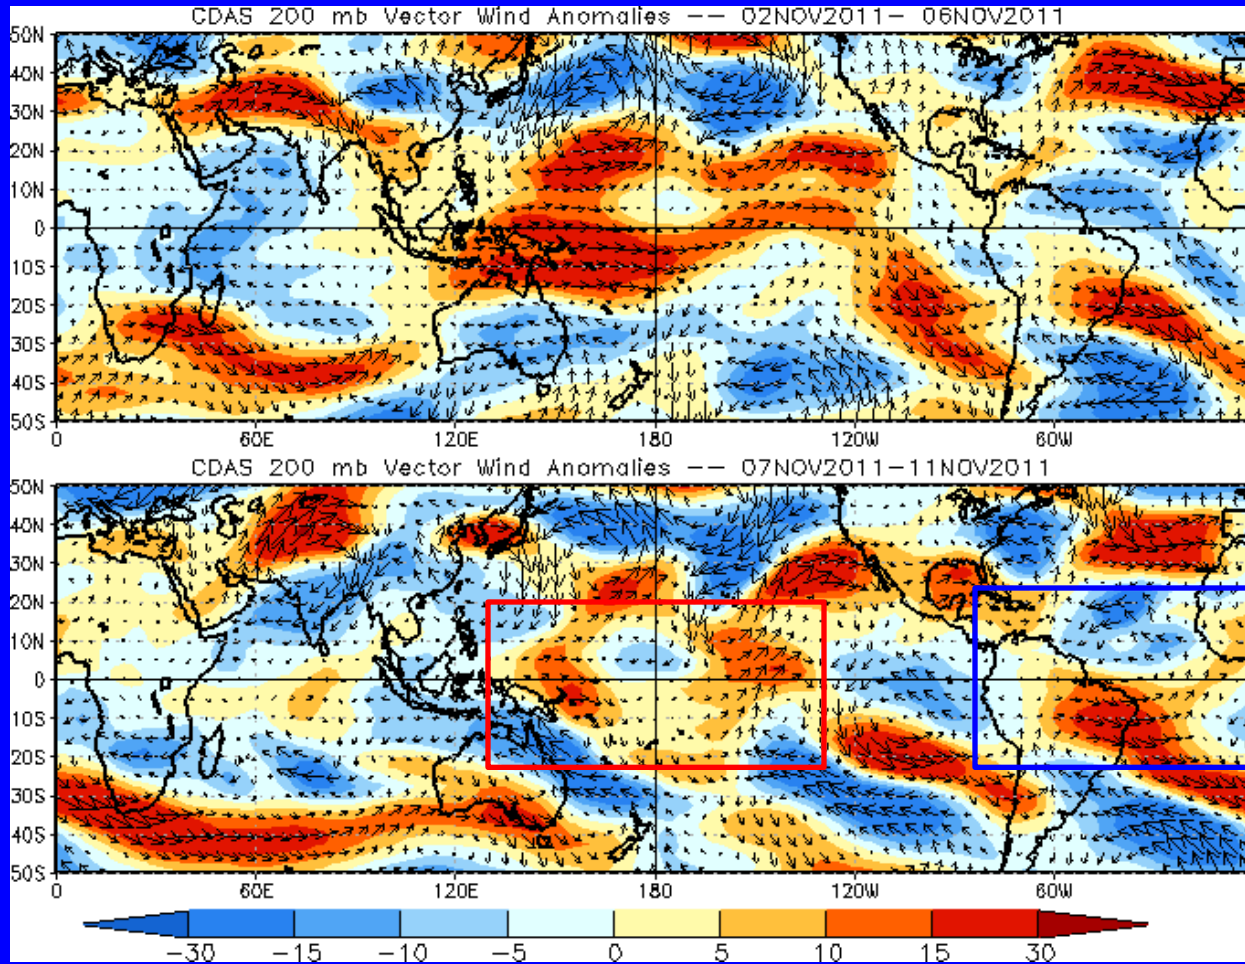 CDAS 200 mb Vector Wind Anomalies -- 02NOV2011- 06NOV2011
50N
40N
30N
20N
10N
0
10S
20S
30S
40S
50S
0 60E 120E 180 120W 60W
CDAS 200 mb Vector Wind Anomalies -- 07NOV2011-11NOV2011
50N
40N
30N
20N
10N
0
10S
20S
30S
40S
50S
0 60E 120E 180 120W 60W
-30 -15 -10 -5 0 5 10 15 30